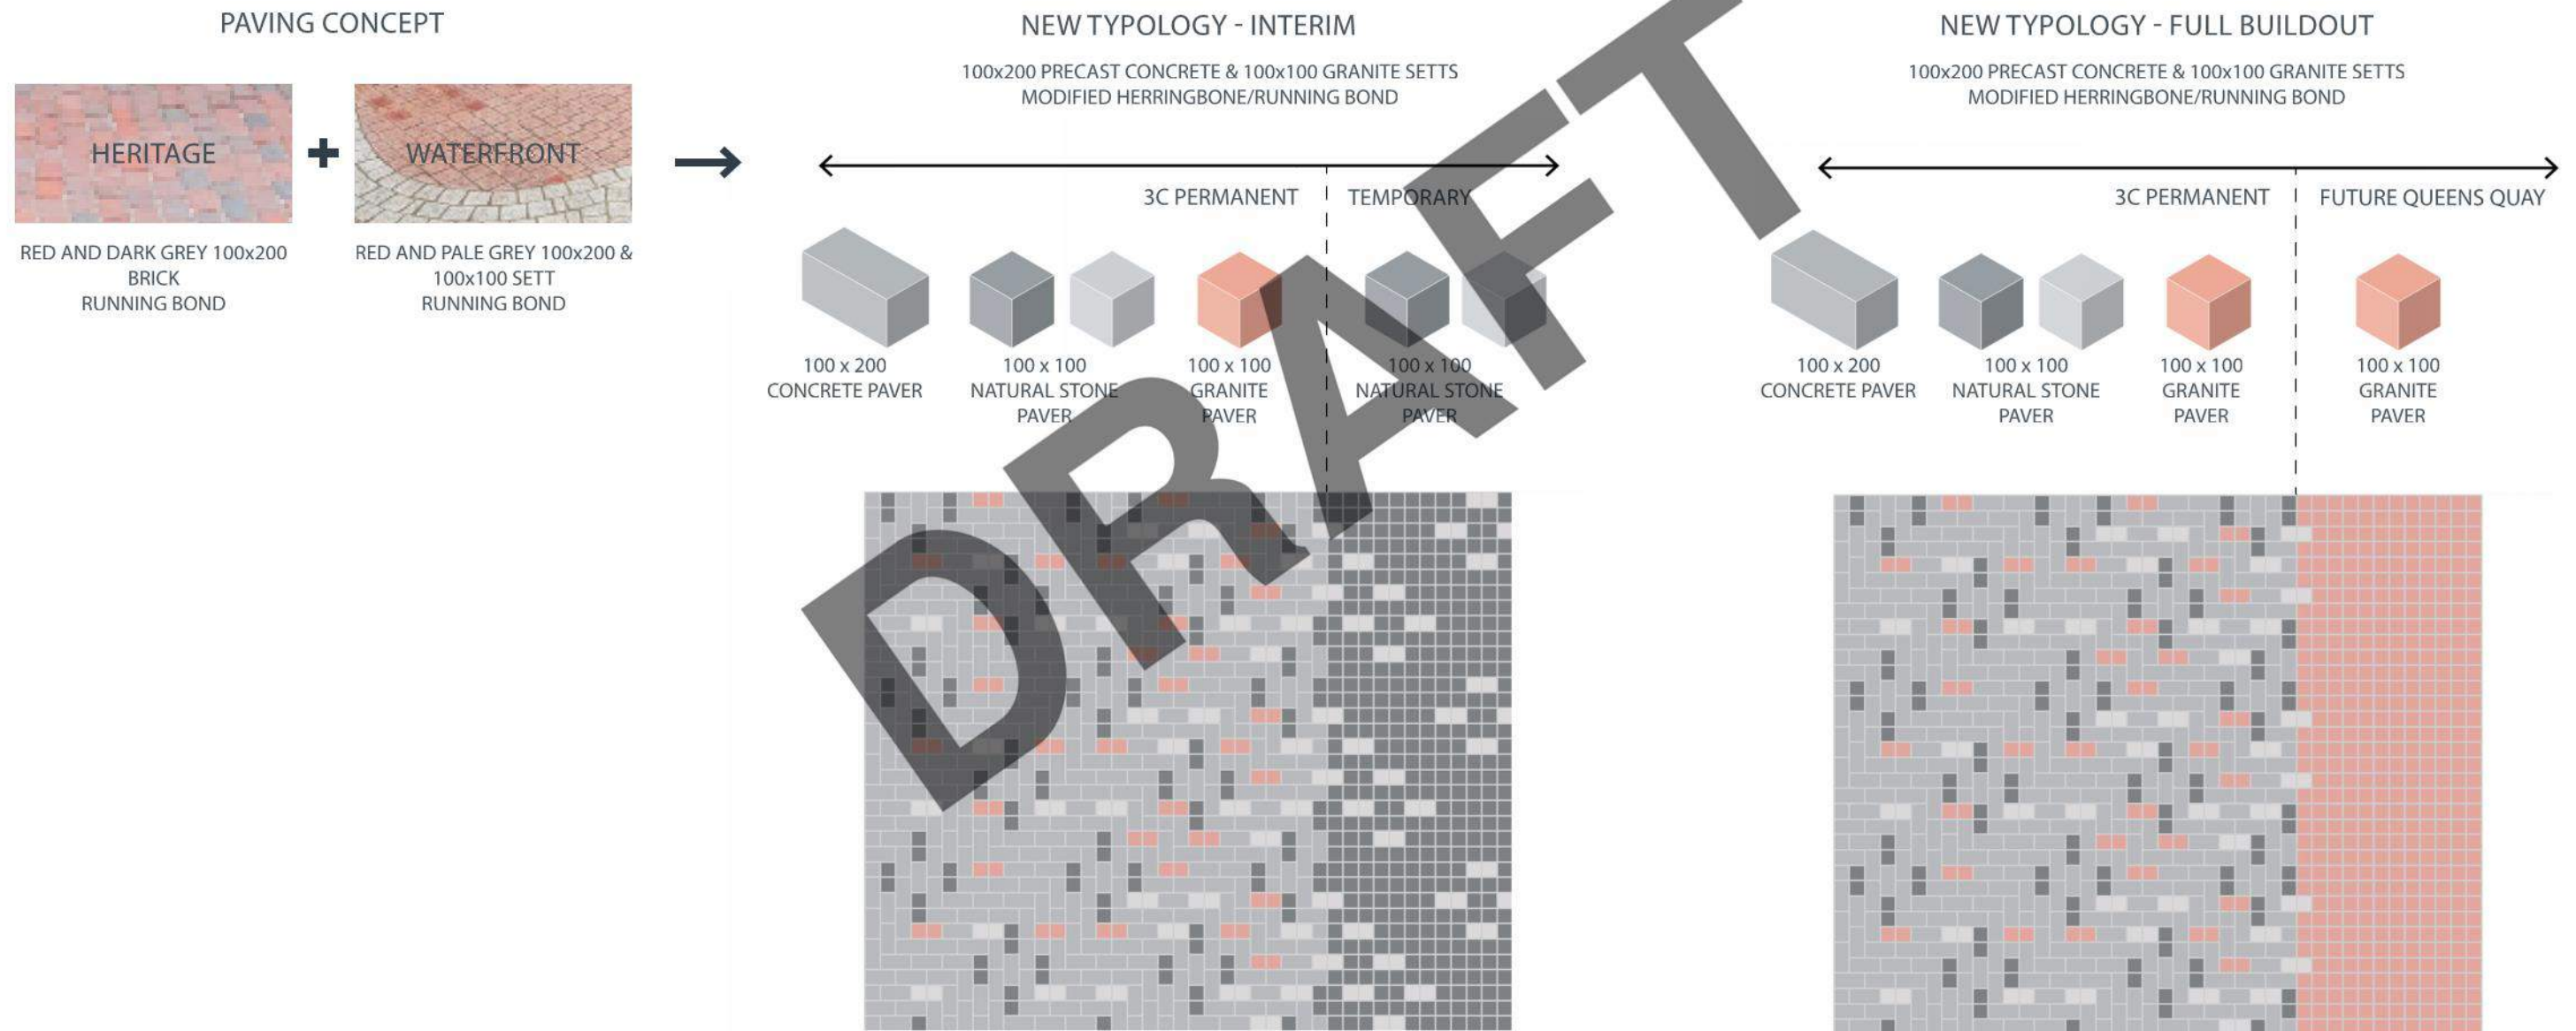 PAVING CONCEPT
HERITAGE
+
WATERFRONT
RED AND DARK GREY 100x200
BRICK
RUNNING BOND
RED AND PALE GREY 100x200 &
100x100 SETT
RUNNING BOND
NEW TYPOLOGY - INTERIM
100x200 PRECAST CONCRETE & 100x100 GRANITE SETTS
MODIFIED HERRINGBONE/RUNNING BOND
3C PERMANENT
TEMPORARY
100 x 200
CONCRETE PAVER
100 x 100
NATURAL STONE
PAVER
100 x 100
GRANITE
PAVER
100 x 100
NATURAL STONE
PAVER
NEW TYPOLOGY - FULL BUILDOUT
100x200 PRECAST CONCRETE & 100x100 GRANITE SETTS
MODIFIED HERRINGBONE/RUNNING BOND
3C PERMANENT
FUTURE QUEENS QUAY
100 x 200
CONCRETE PAVER
100 x 100
NATURAL STONE
PAVER
100 x 100
GRANITE
PAVER
100 x 100
GRANITE
PAVER
DRAFT